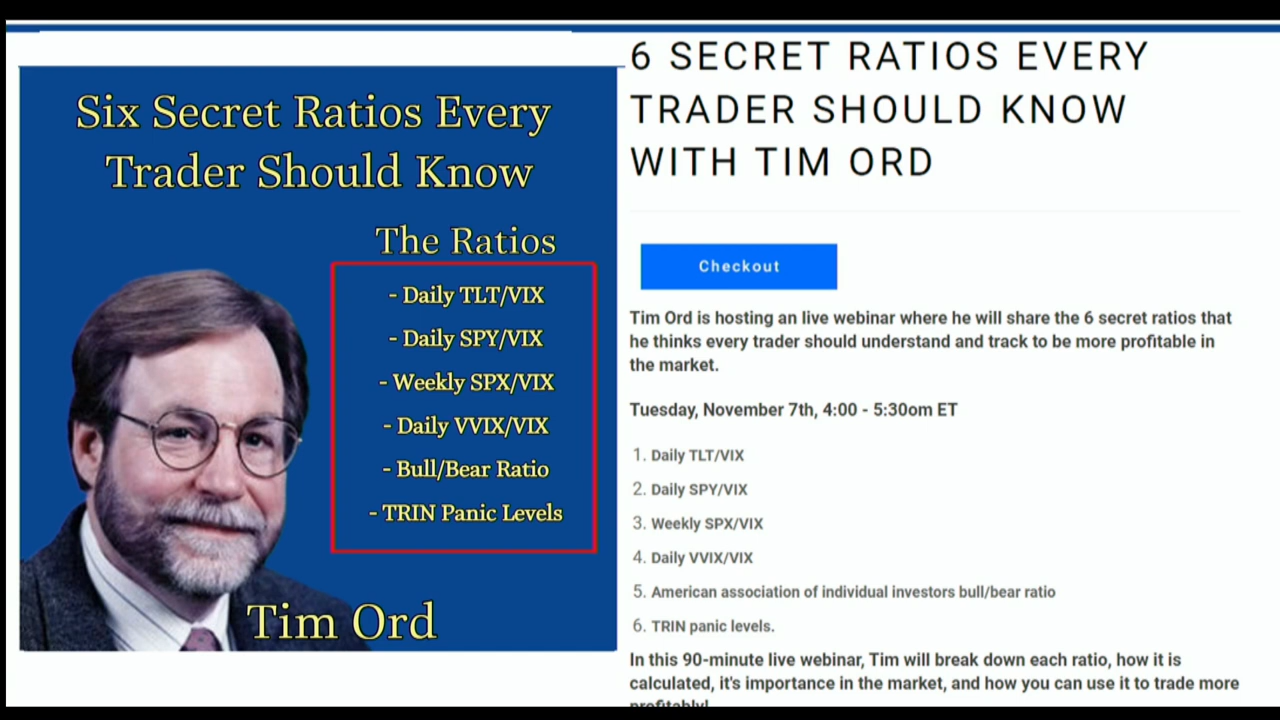 Six Secret Ratios Every
Trader Should Know
The Ratios
- Daily TLT/VIX
- Daily SPY/VIX
- Weekly SPX/VIX
- Daily VVIX/VIX
- Bull/Bear Ratio
- TRIN Panic Levels
Tim Ord
6 SECRET RATIOS EVERY
TRADER SHOULD KNOW
WITH TIM ORD
Checkout
Tim Ord is hosting an live webinar where he will share the 6 secret ratios that
he thinks every trader should understand and track to be more profitable in
the market.
Tuesday, November 7th, 4:00 - 5:30om ET
1. Daily TLT/VIX
2. Daily SPY/VIX
3. Weekly SPX/VIX
4. Daily VVIX/VIX
5. American association of individual investors bull/bear ratio
6. TRIN panic levels.
In this 90-minute live webinar, Tim will break down each ratio, how it is
calculated, it's importance in the market, and how you can use it to trade more
profitably!